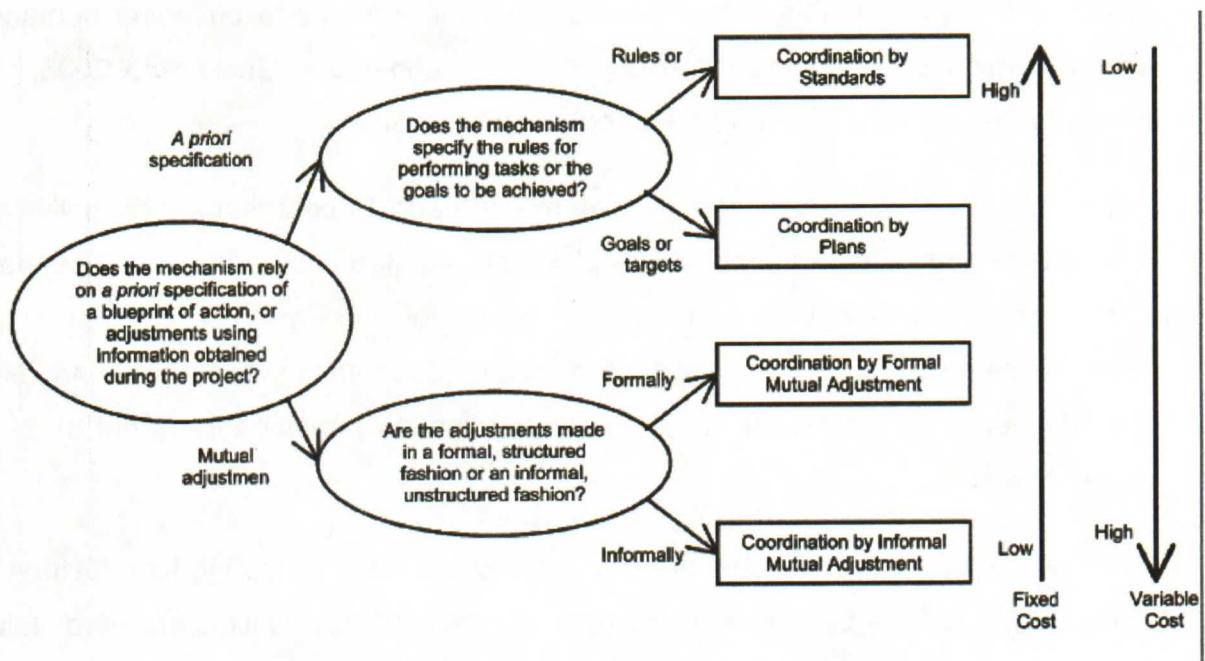 A priori
specification
Does the mechanism rely
on a priori specification of
a blueprint of action, or
adjustments using
information obtained
during the project?
Mutual
adjustmen
Does the mechanism
specify the rules for
performing tasks or the
goals to be achieved?
Are the adjustments made
in a formal, structured
fashion or an informal,
unstructured fashion?
Rules or
Coordination by
Standards
Goals or
targets
Coordination by
Plans
Formally
Coordination by Formal
Mutual Adjustment
Informally
Coordination by Informal
Mutual Adjustment
High
Low
Fixed
Cost
Low
High
Variable
Cost